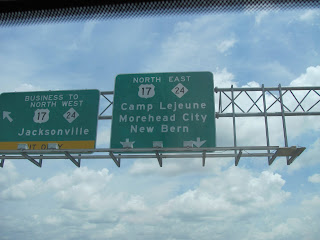 BUSINESS TO
NORTH WEST
17 24
Jacksonville
NORTH EAST
17 24
Camp Lejeune
Morehead City
New Bern